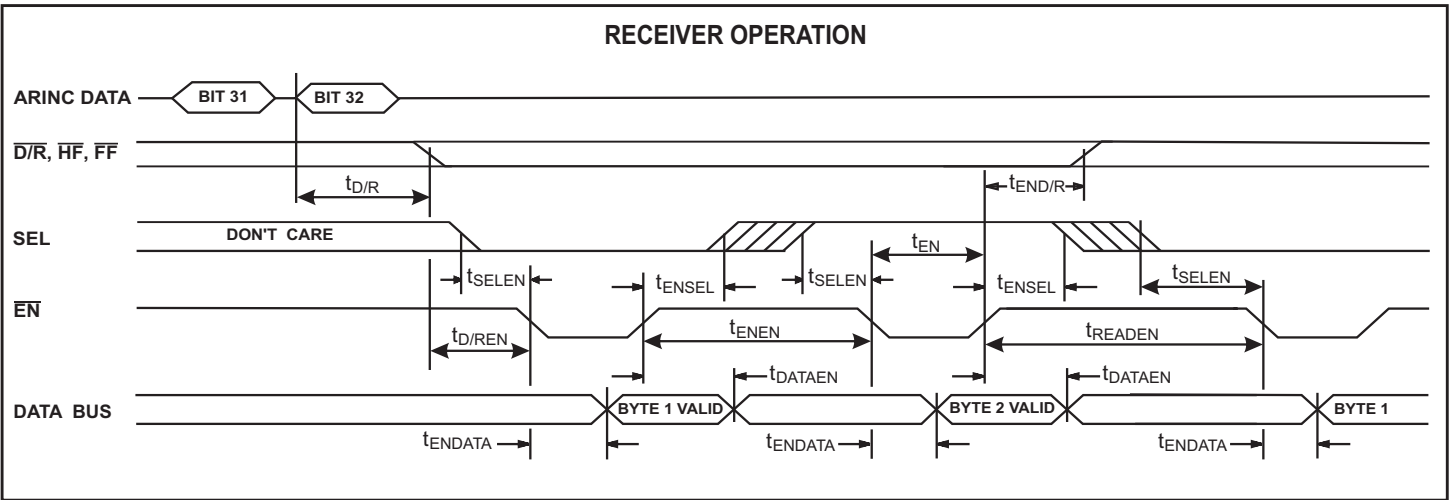 RECEIVER OPERATION
ARINC DATA
BIT 31
BIT 32
D/R, HF, FF
tD/R
tEND/R
SEL
DON'T CARE
tEN
tSELEN
tENSEL
tSELEN
tENSEL
tSELEN
EN
tD/REN
tENEN
tREADEN
tDATAEN
tDATAEN
DATA BUS
BYTE 1 VALID
BYTE 2 VALID
BYTE 1
tENDATA
tENDATA
tENDATA